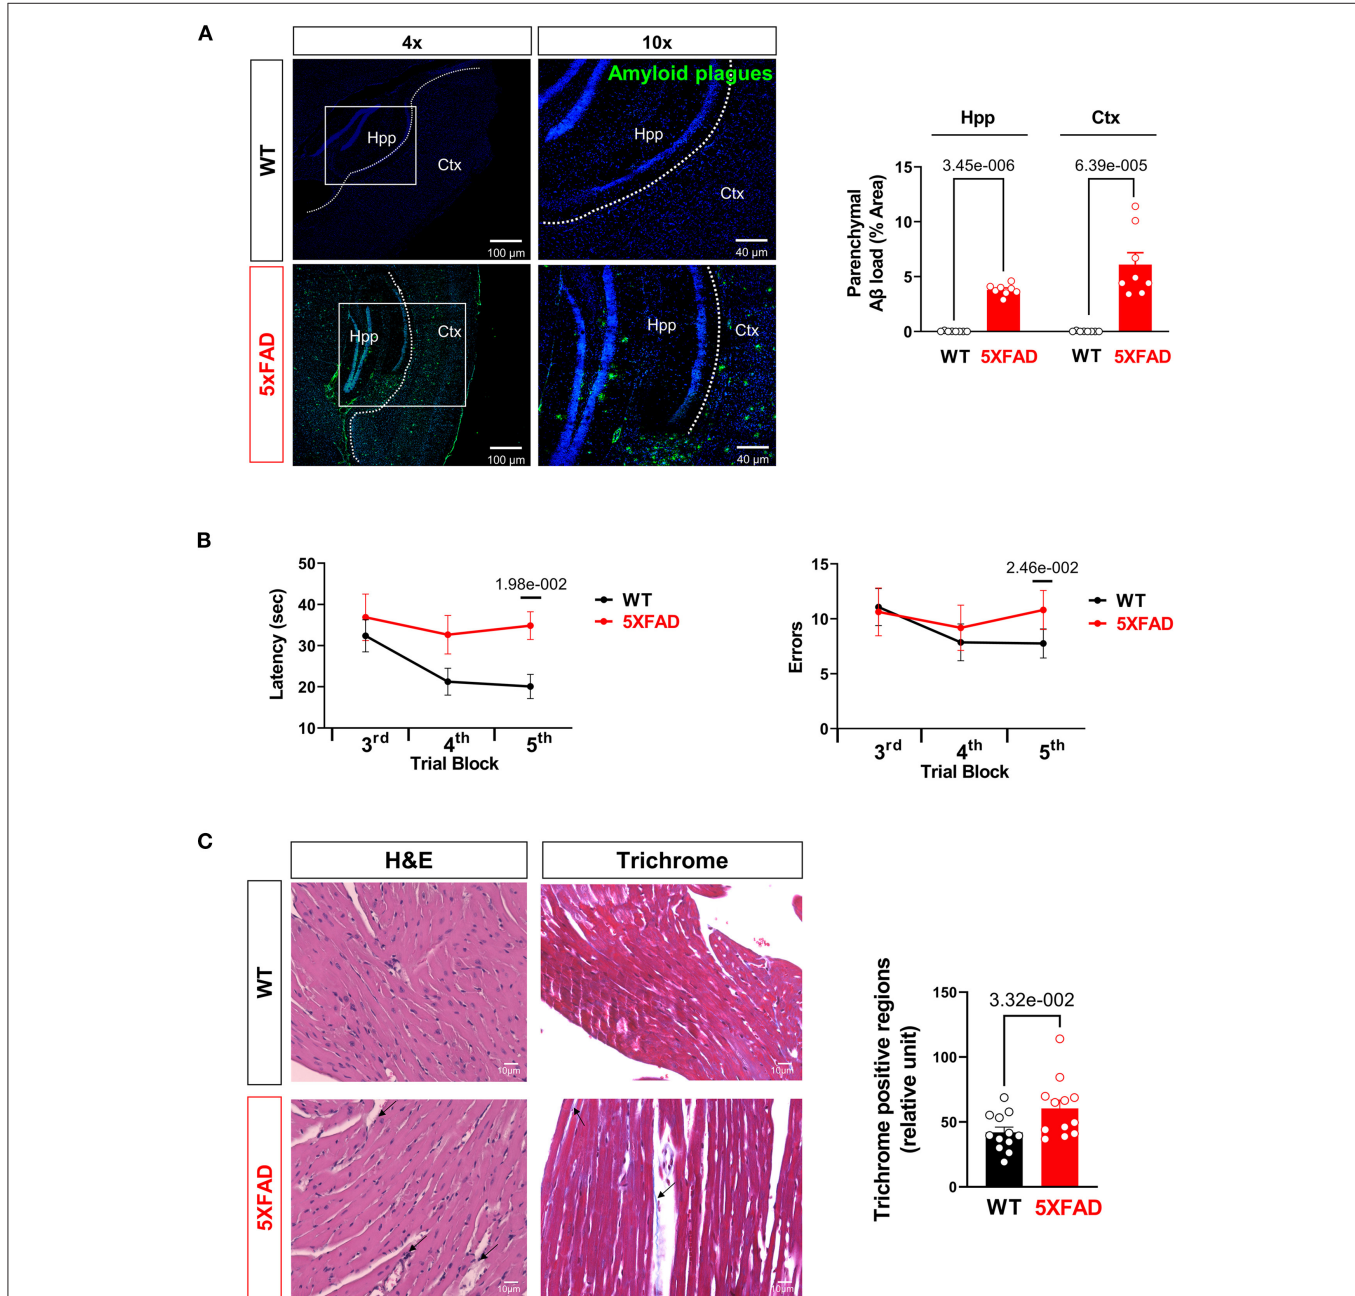 A
4x
10x
WT
Hpp
Ctx
100 µm
Amyloid plagues
Hpp
Ctx
40 µm
5xFAD
Hpp
Ctx
100 µm
Hpp
Ctx
40 µm
Hpp
Ctx
3.45e-006
6.39e-005
Parenchymal
Aβ load (% Area)
15
10
5
0
WT
5XFAD
WT
5XFAD
B
Latency (sec)
50
40
30
20
10
1.98e-002
WT
5XFAD
3rd
4th
5th
Trial Block
Errors
15
10
5
0
2.46e-002
WT
5XFAD
3rd
4th
5th
Trial Block
C
H&E
Trichrome
WT
10µm
10µm
5XFAD
10µm
10µm
Trichrome positive regions
(relative unit)
150
100
50
0
3.32e-002
WT
5XFAD